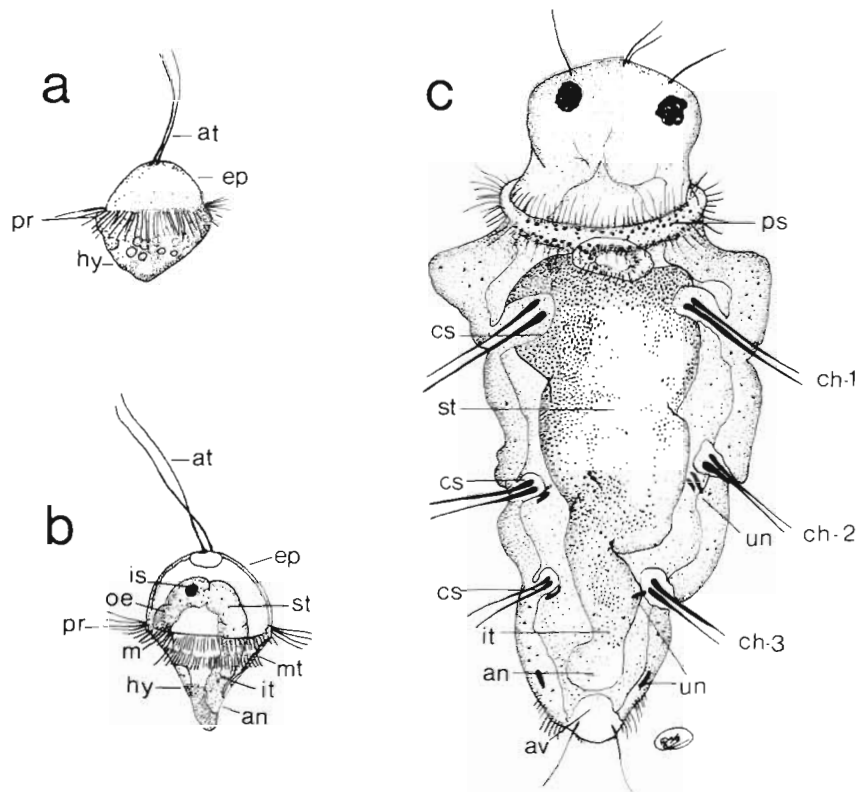 a
at
ep
pr
hy
b
at
ep
is
oe
st
pr
m
mt
hy
it
an
c
ps
cs
ch-1
st
cs
un
ch-2
cs
it
ch-3
an
un
av